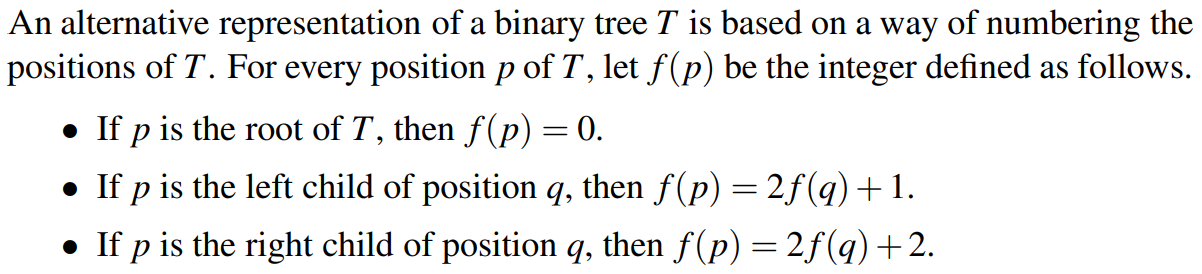 An alternative representation of a binary tree T is based on a way of numbering the
positions of T. For every position p of T, let f(p) be the integer defined as follows.
• If p is the root of T, then f(p) = 0.
• If p is the left child of position q, then f(p) = 2f(q) + 1.
• If p is the right child of position q, then f(p) = 2f(q) + 2.